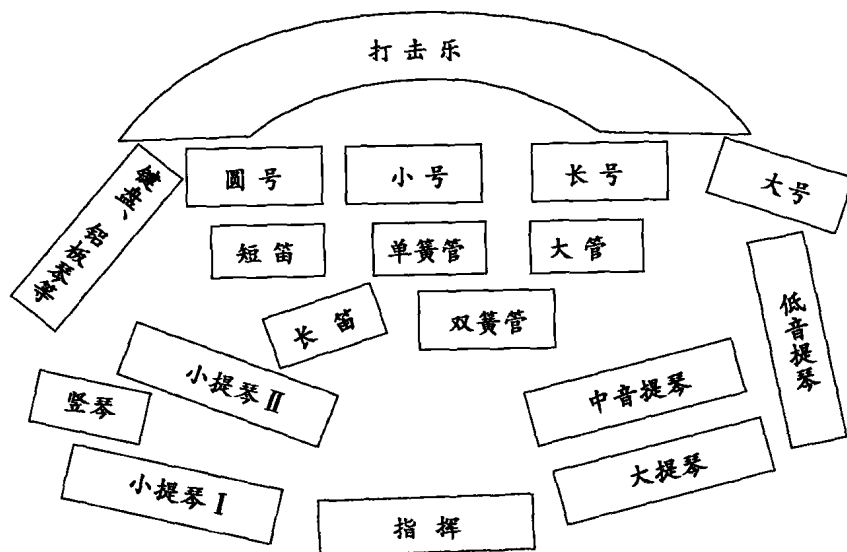 打击乐
圆号
小号
长号
大号
键盘、铝板琴等
短笛
单簧管
大管
长笛
双簧管
低音提琴
小提琴Ⅱ
中音提琴
竖琴
大提琴
小提琴Ⅰ
指挥